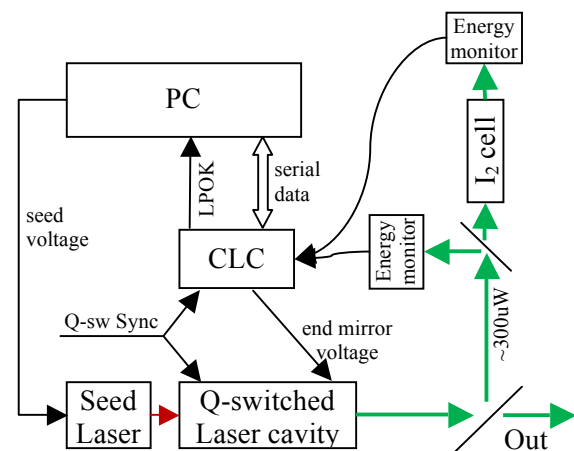 Energy
monitor
PC
I₂ cell
LPOK
serial
data
seed
voltage
Energy
monitor
CLC
~300uW
Q-sw Sync
end mirror
voltage
Seed
Laser
Q-switched
Laser cavity
Out